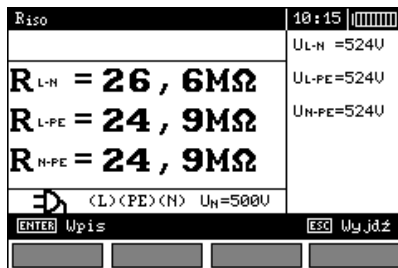 Riso 10:15
UL-N =524V
RL-N = 26,6MΩ
UL-PE=524V
RL-PE = 24,9MΩ
UN-PE=524V
RN-PE = 24,9MΩ
(L)(PE)(N) UN=500V
ENTER Wpis ESC Wyjdź